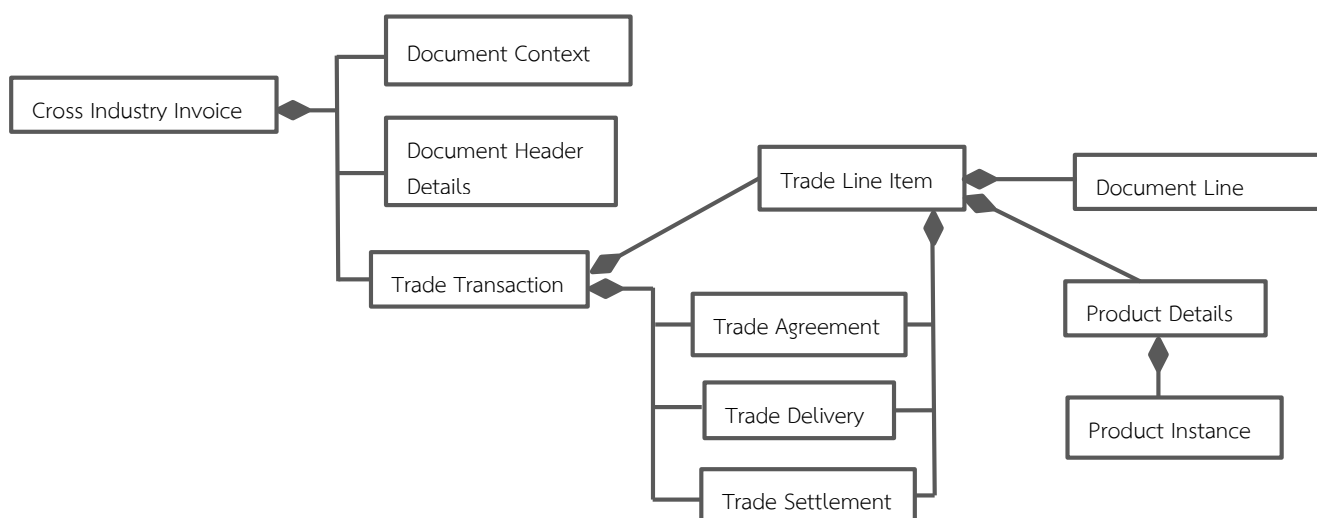 Document Context
Cross Industry Invoice
Document Header
Details
Trade Line Item
Document Line
Trade Transaction
Trade Agreement
Product Details
Trade Delivery
Product Instance
Trade Settlement